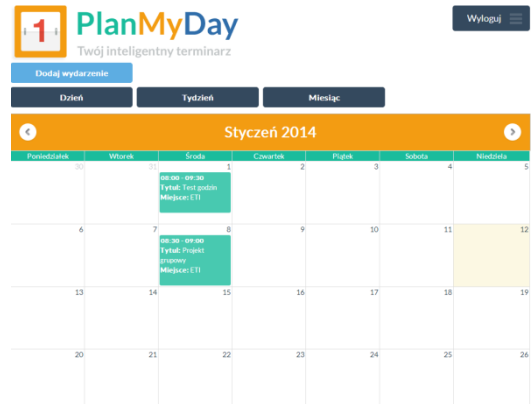 1
PlanMyDay
Twój inteligentny terminarz
Wyloguj
Dodaj wydarzenie
Dzień
Tydzień
Miesiąc
Styczeń 2014
Poniedziałek Wtorek Środa Czwartek Piątek Sobota Niedziela
30 31 1 2 3 4 5
08:00 - 09:30
Tytuł: Test godzin
Miejsce: ETI
6 7 8 9 10 11 12
08:30 - 09:00
Tytuł: Projekt
grupowy
Miejsce: ETI
13 14 15 16 17 18 19
20 21 22 23 24 25 26